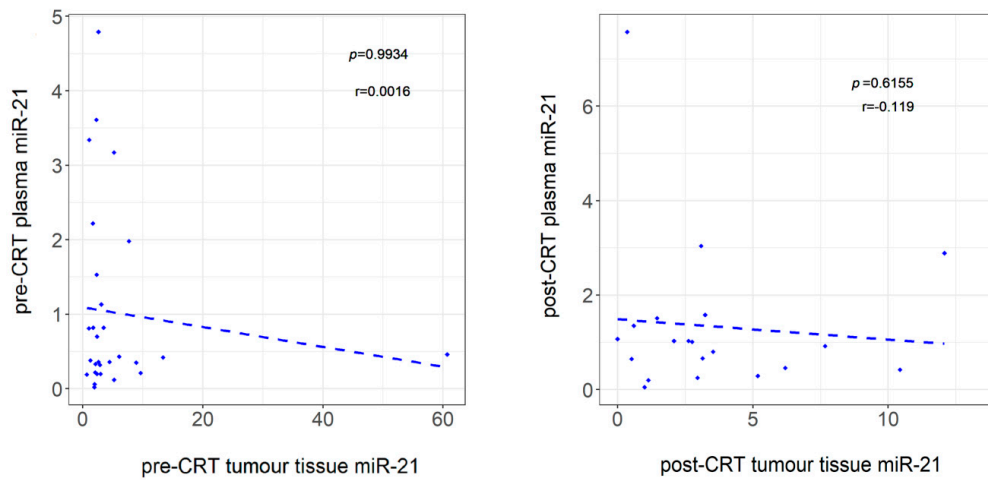 5
4
3
2
1
0
pre-CRT plasma miR-21
p=0.9934
r=0.0016
0
20
40
60
pre-CRT tumour tissue miR-21
6
4
2
0
post-CRT plasma miR-21
p=0.6155
r=-0.119
0
5
10
post-CRT tumour tissue miR-21